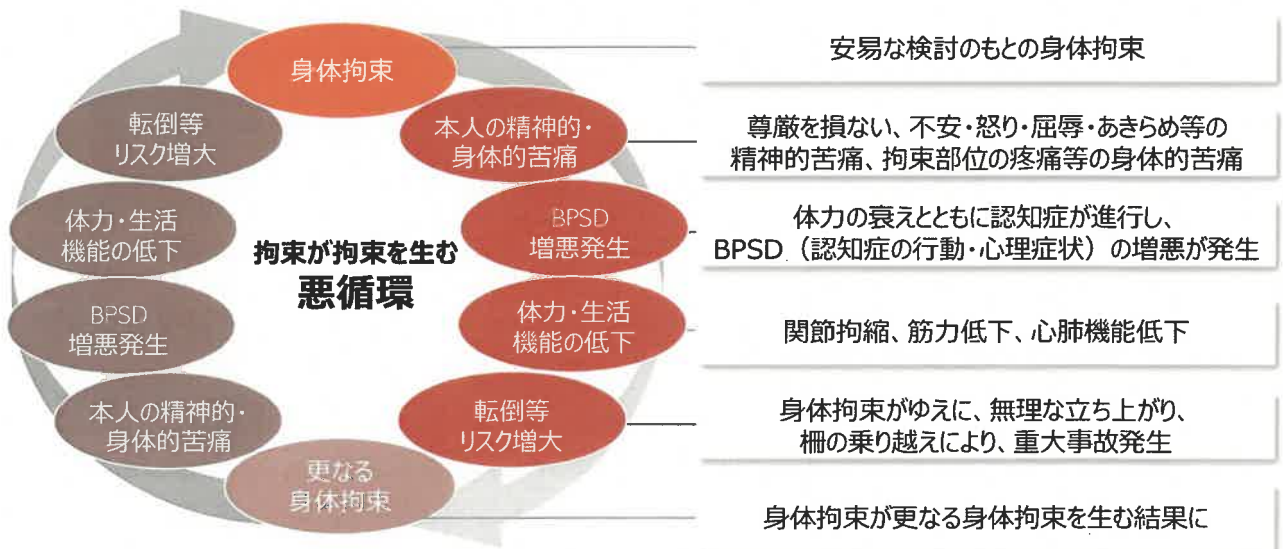 身体拘束
本人の精神的・
身体的苦痛
BPSD
増悪発生
体力・生活
機能の低下
転倒等
リスク増大
更なる
身体拘束
本人の精神的・
身体的苦痛
BPSD
増悪発生
体力・生活
機能の低下
転倒等
リスク増大
拘束が拘束を生む
悪循環
安易な検討のもとの身体拘束
尊厳を損ない、不安・怒り・屈辱・あきらめ等の
精神的苦痛、拘束部位の疼痛等の身体的苦痛
体力の衰えとともに認知症が進行し、
BPSD（認知症の行動・心理症状）の増悪が発生
関節拘縮、筋力低下、心肺機能低下
身体拘束がゆえに、無理な立ち上がり、
柵の乗り越えにより、重大事故発生
身体拘束が更なる身体拘束を生む結果に